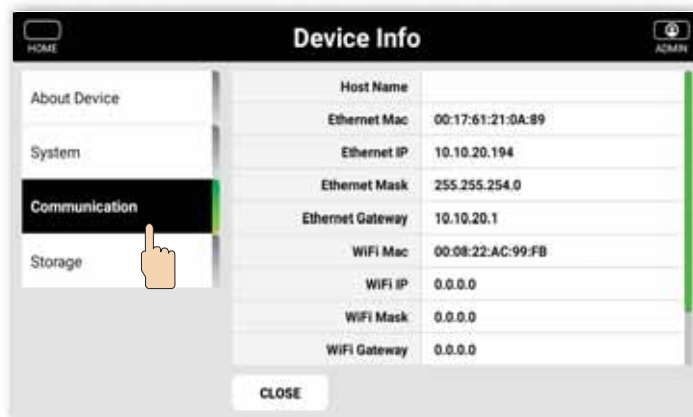 HOME
Device Info
ADMIN
About Device
System
Communication
Storage
Host Name
Ethernet Mac 00:17:61:21:0A:89
Ethernet IP 10.10.20.194
Ethernet Mask 255.255.254.0
Ethernet Gateway 10.10.20.1
WiFi Mac 00:08:22:AC:99:FB
WiFi IP 0.0.0.0
WiFi Mask 0.0.0.0
WiFi Gateway 0.0.0.0
CLOSE